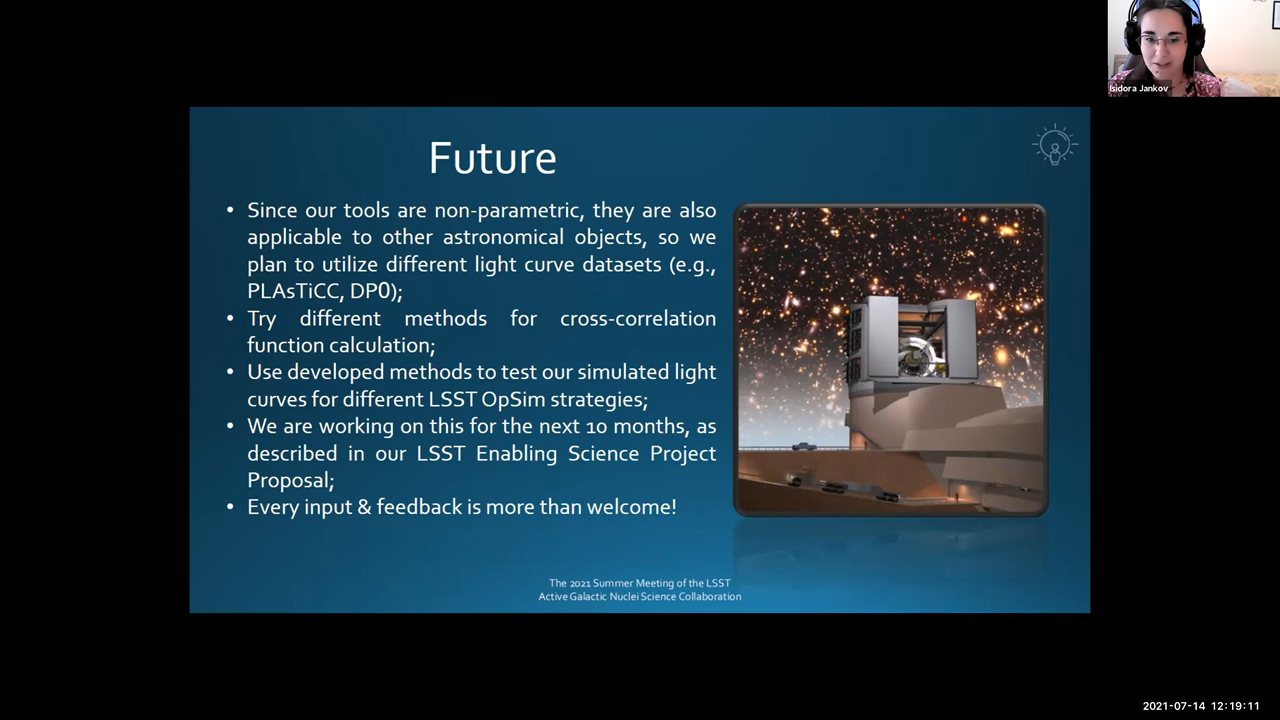 Isidora Jankov
Future
• Since our tools are non-parametric, they are also
applicable to other astronomical objects, so we
plan to utilize different light curve datasets (e.g.,
PLAsTiCC, DP0);
• Try different methods for cross-correlation
function calculation;
• Use developed methods to test our simulated light
curves for different LSST OpSim strategies;
• We are working on this for the next 10 months, as
described in our LSST Enabling Science Project
Proposal;
• Every input & feedback is more than welcome!
The 2021 Summer Meeting of the LSST
Active Galactic Nuclei Science Collaboration
2021-07-14 12:19:11